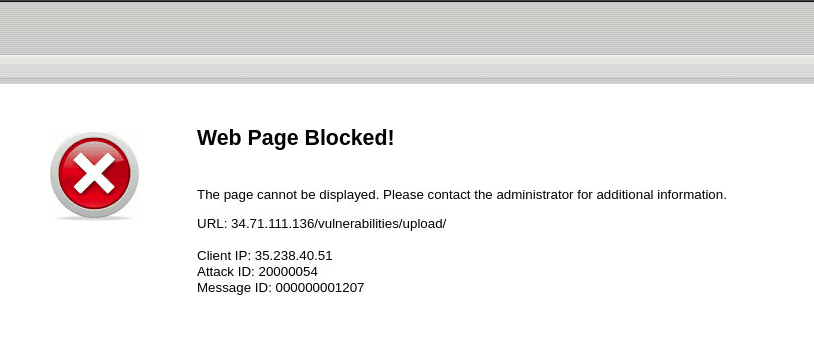 Web Page Blocked!
The page cannot be displayed. Please contact the administrator for additional information.
URL: 34.71.111.136/vulnerabilities/upload/
Client IP: 35.238.40.51
Attack ID: 20000054
Message ID: 000000001207